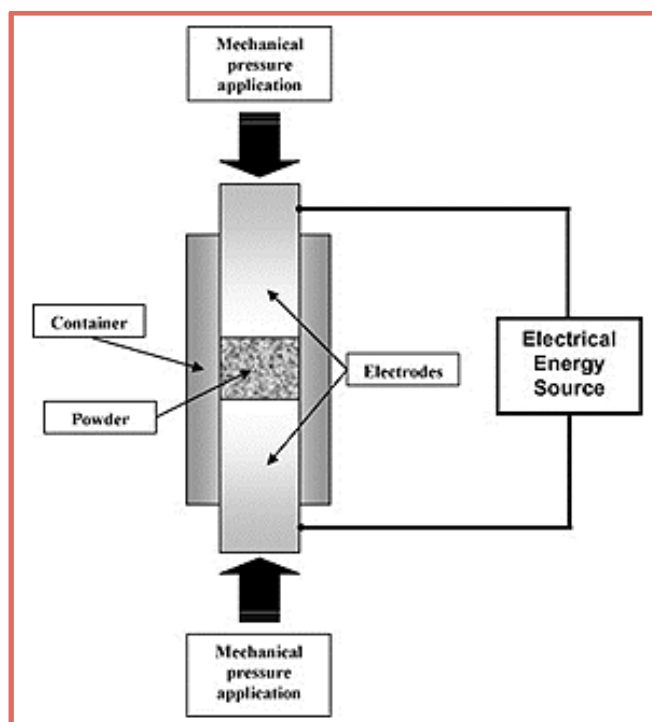 Mechanical
pressure
application
Container
Powder
Electrodes
Electrical
Energy
Source
Mechanical
pressure
application